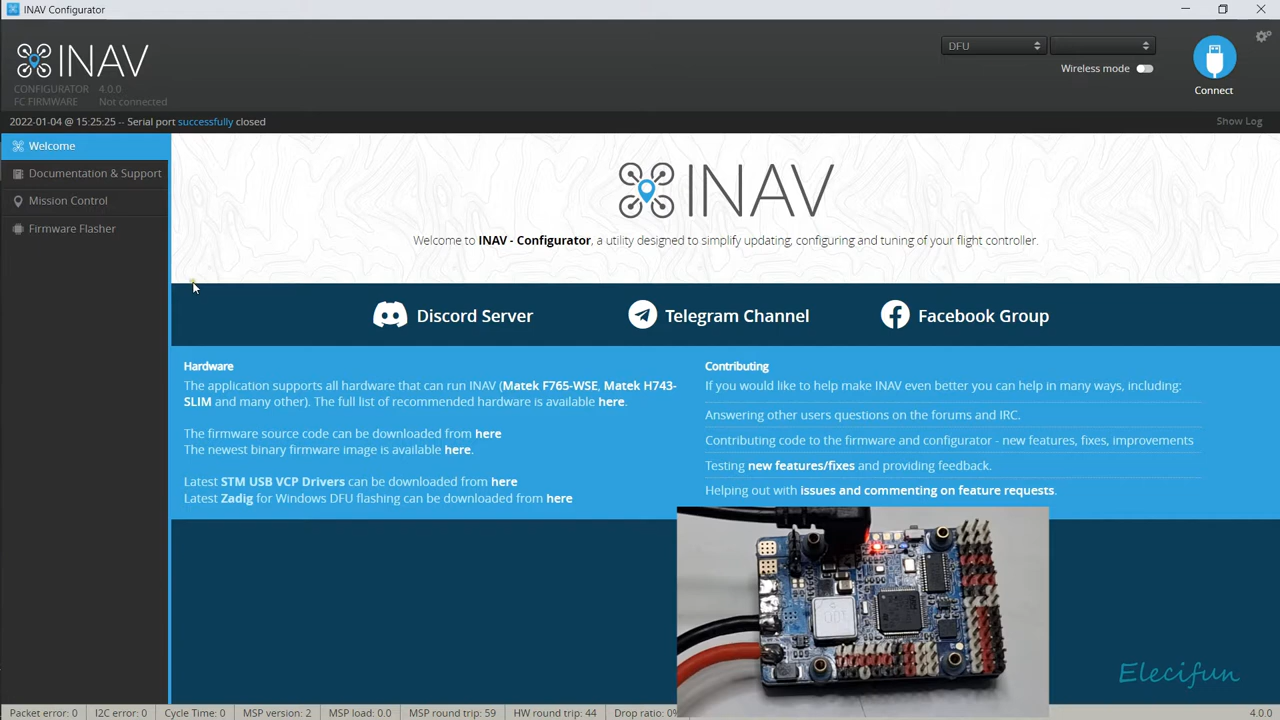 INAV Configurator
INAV
CONFIGURATOR 4.0.0
FC FIRMWARE Not connected
DFU
Wireless mode
Connect
2022-01-04 @ 15:25:25 -- Serial port successfully closed
Show Log
Welcome
Documentation & Support
Mission Control
Firmware Flasher
INAV
Welcome to INAV - Configurator, a utility designed to simplify updating, configuring and tuning of your flight controller.
Discord Server
Telegram Channel
Facebook Group
Hardware
The application supports all hardware that can run INAV (Matek F765-WSE, Matek H743-
SLIM and many other). The full list of recommended hardware is available here.
The firmware source code can be downloaded from here
The newest binary firmware image is available here.
Latest STM USB VCP Drivers can be downloaded from here
Latest Zadig for Windows DFU flashing can be downloaded from here
Contributing
If you would like to help make INAV even better you can help in many ways, including:
Answering other users questions on the forums and IRC.
Contributing code to the firmware and configurator - new features, fixes, improvements
Testing new features/fixes and providing feedback.
Helping out with issues and commenting on feature requests.
Elecifun
Packet error: 0
I2C error: 0
Cycle Time: 0
MSP version: 2
MSP load: 0.0
MSP round trip: 59
HW round trip: 44
Drop ratio: 0%
4.0.0